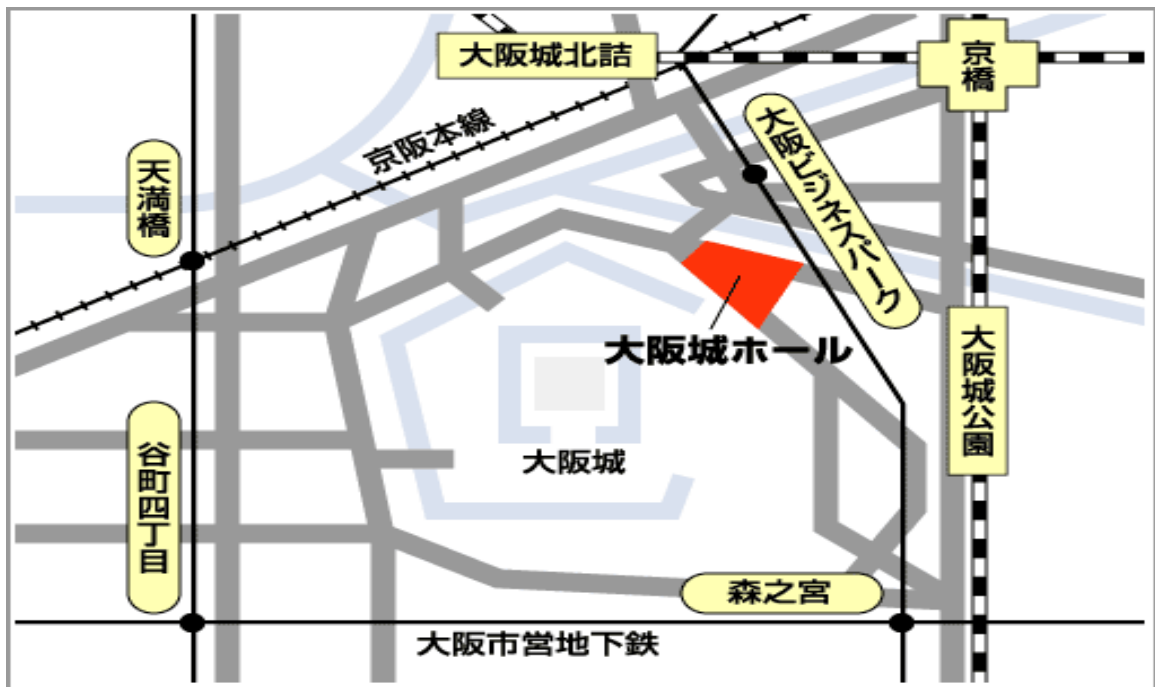 大阪城北詰
京橋
京阪本線
天満橋
大阪ビジネスパーク
大阪城ホール
大阪城公園
谷町四丁目
大阪城
森之宮
大阪市営地下鉄